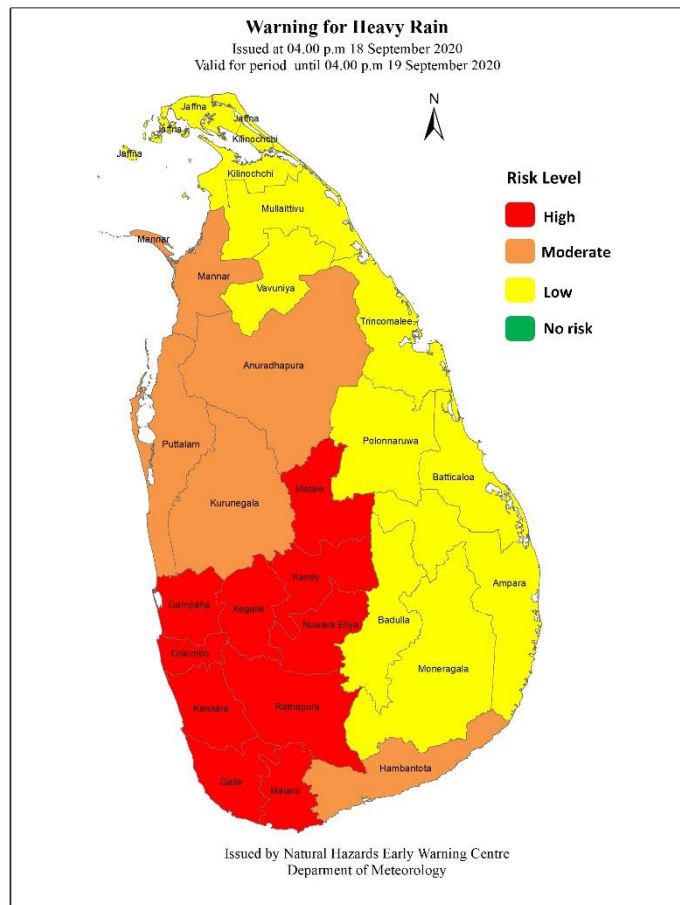 Warning for Heavy Rain
Issued at 04.00 p.m 18 September 2020
Valid for period until 04.00 p.m 19 September 2020
N
Jaffna
Jaffna
Jaffna
Kilinochchi
Jaffna
Kilinochchi
Mullaittivu
Mannar
Mannar
Vavuniya
Trincomalee
Anuradhapura
Puttalam
Polonnaruwa
Batticaloa
Kurunegala
Matale
Kandy
Ampara
Gampaha
Kegalle
Nuwara Eliya
Badulla
Colombo
Moneragala
Kalutara
Rathapura
Hambantota
Galle
Matara
Risk Level
High
Moderate
Low
No risk
Issued by Natural Hazards Early Warning Centre
Deparment of Meteorology